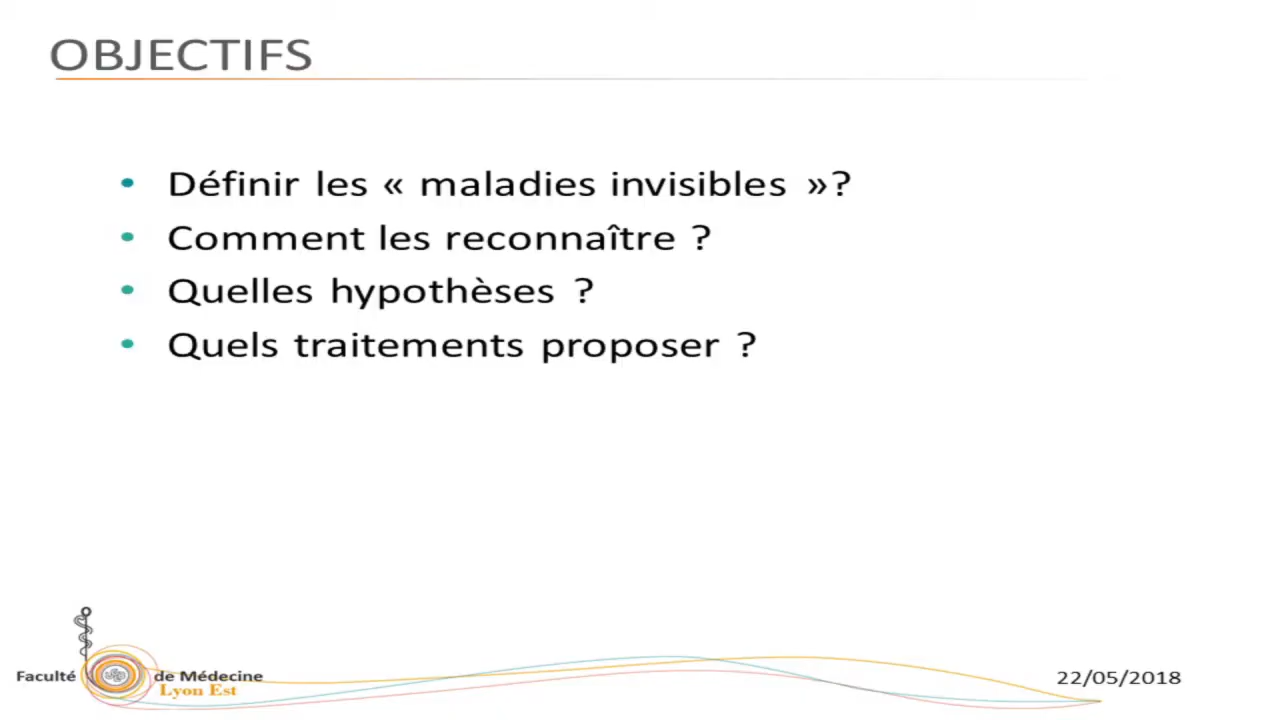 OBJECTIFS
• Définir les « maladies invisibles »?
• Comment les reconnaître ?
• Quelles hypothèses ?
• Quels traitements proposer ?
Faculté de Médecine
Lyon Est
22/05/2018